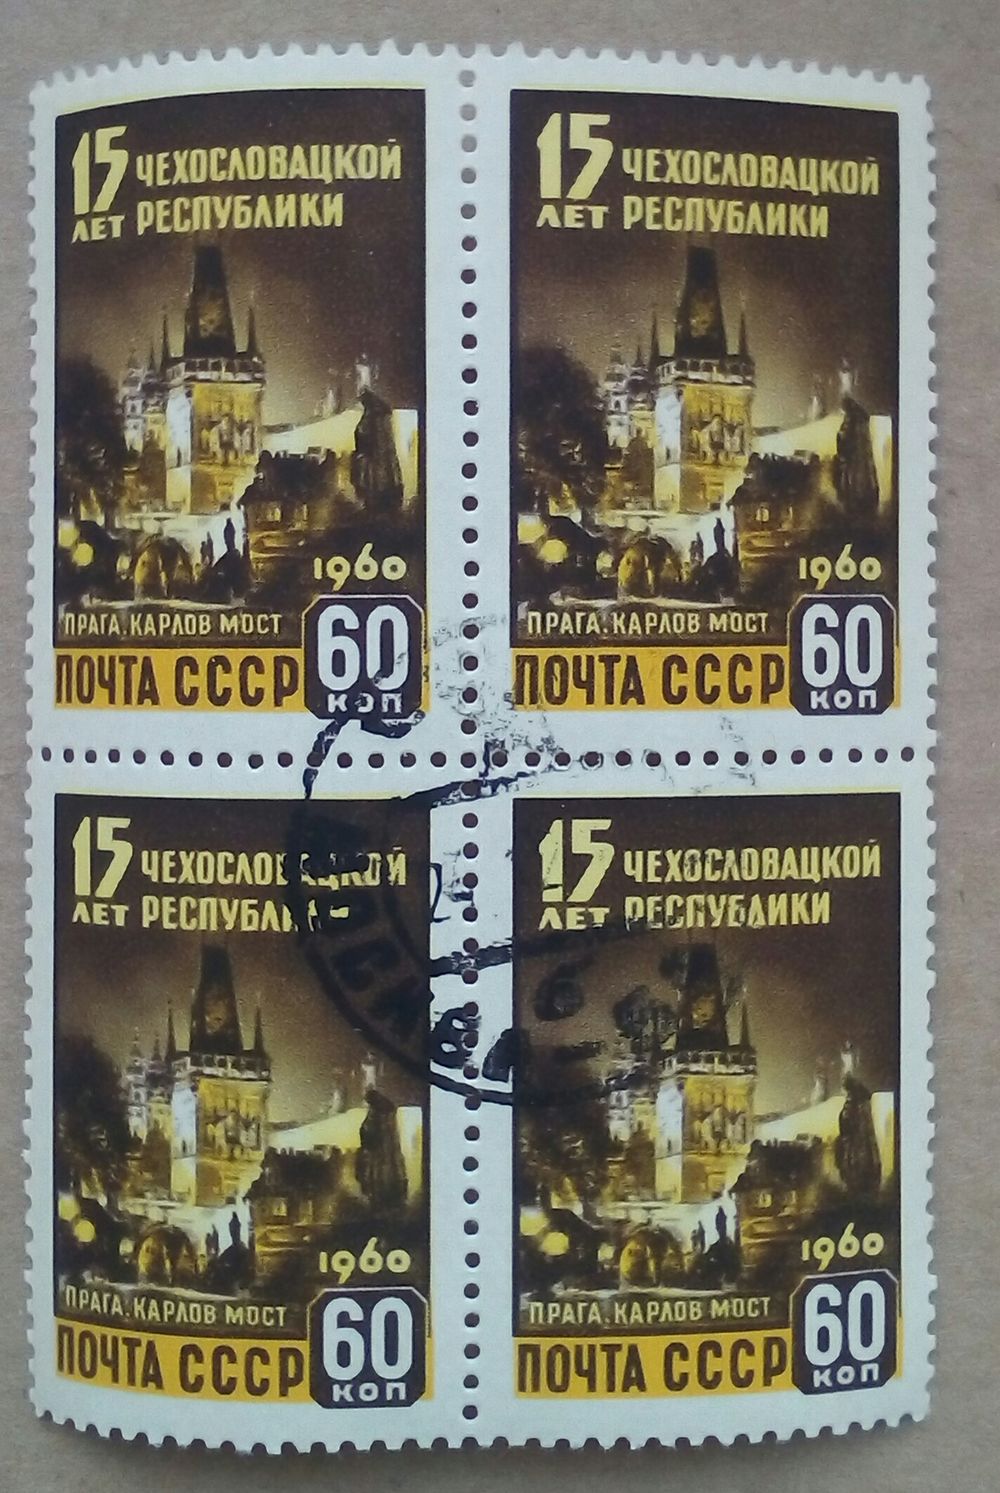 15 ЧЕХОСЛОВАЦКОЙ
ЛЕТ РЕСПУБЛИКИ
1960
ПРАГА. КАРЛОВ МОСТ
60
ПОЧТА СССР
КОП
15 ЧЕХОСЛОВАЦКОЙ
ЛЕТ РЕСПУБЛИКИ
1960
ПРАГА. КАРЛОВ МОСТ
60
ПОЧТА СССР
КОП
15 ЧЕХОСЛОВАЦКОЙ
ЛЕТ РЕСПУБЛИКИ
1960
ПРАГА. КАРЛОВ МОСТ
60
ПОЧТА СССР
КОП
15 ЧЕХОСЛОВАЦКОЙ
ЛЕТ РЕСПУБЛИКИ
1960
ПРАГА. КАРЛОВ МОСТ
60
ПОЧТА СССР
КОП
МОСКВА